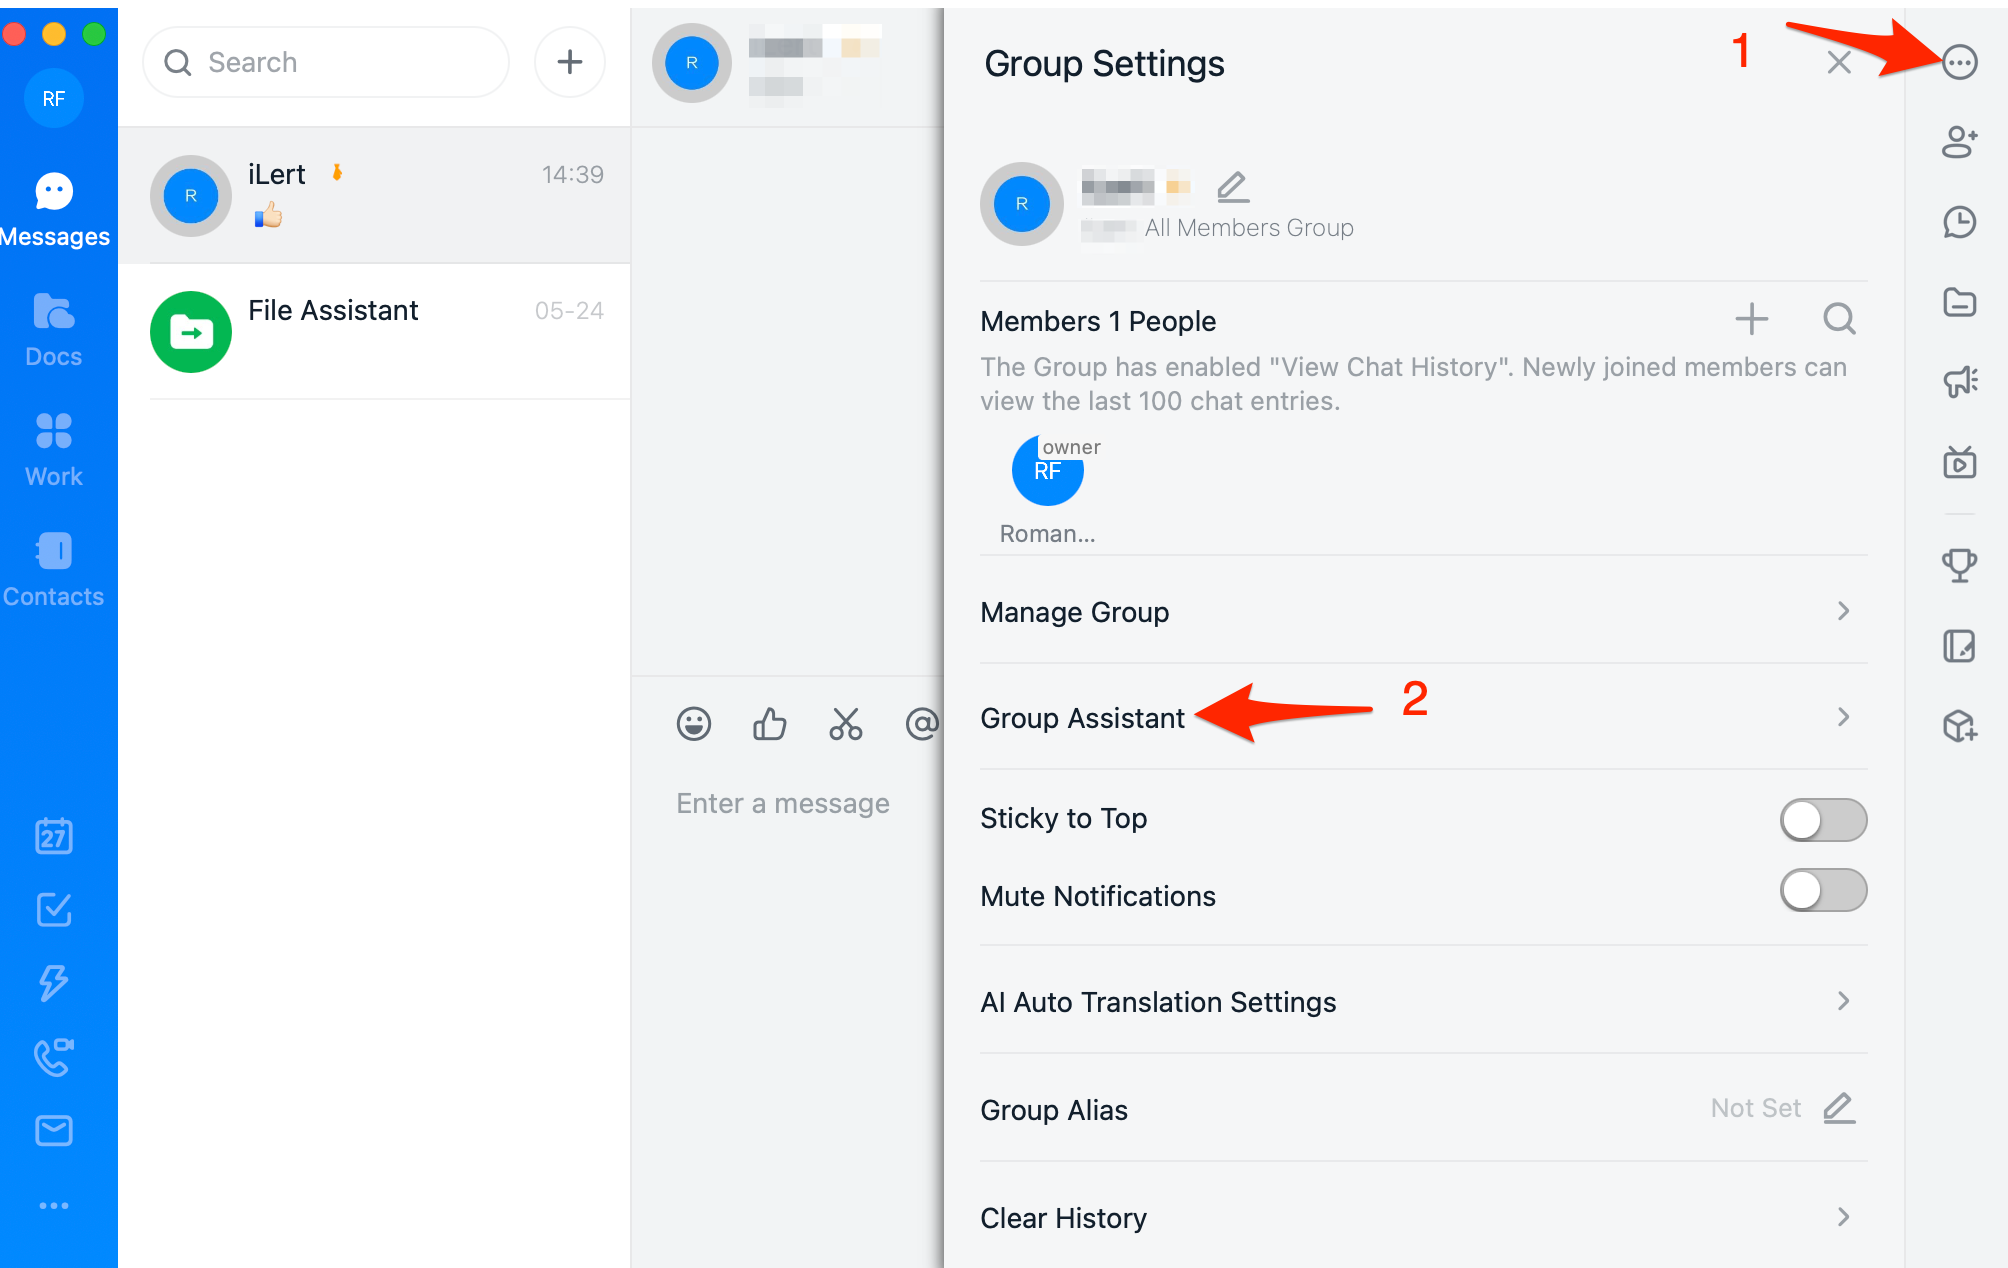 RF
Messages
Docs
Work
Contacts
27
Search
R
iLert
14:39
File Assistant
05-24
R
Enter a message
Group Settings
1
R
All Members Group
Members 1 People
The Group has enabled "View Chat History". Newly joined members can
view the last 100 chat entries.
owner
RF
Roman...
Manage Group
Group Assistant
2
Sticky to Top
Mute Notifications
AI Auto Translation Settings
Group Alias
Not Set
Clear History